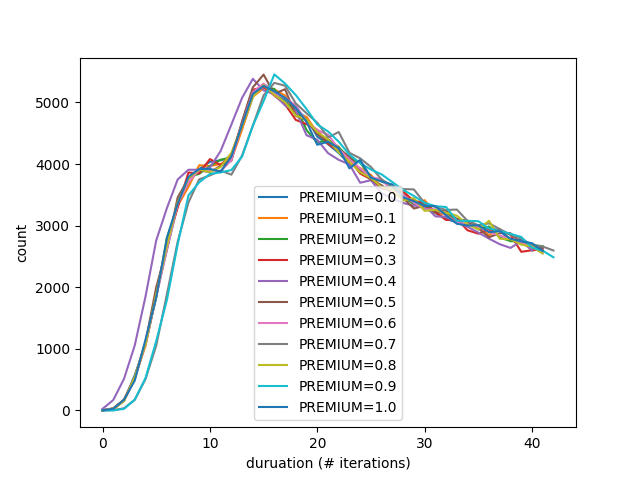 5000
4000
3000
2000
1000
0
count
0
10
20
30
40
duruation (# iterations)
PREMIUM=0.0
PREMIUM=0.1
PREMIUM=0.2
PREMIUM=0.3
PREMIUM=0.4
PREMIUM=0.5
PREMIUM=0.6
PREMIUM=0.7
PREMIUM=0.8
PREMIUM=0.9
PREMIUM=1.0